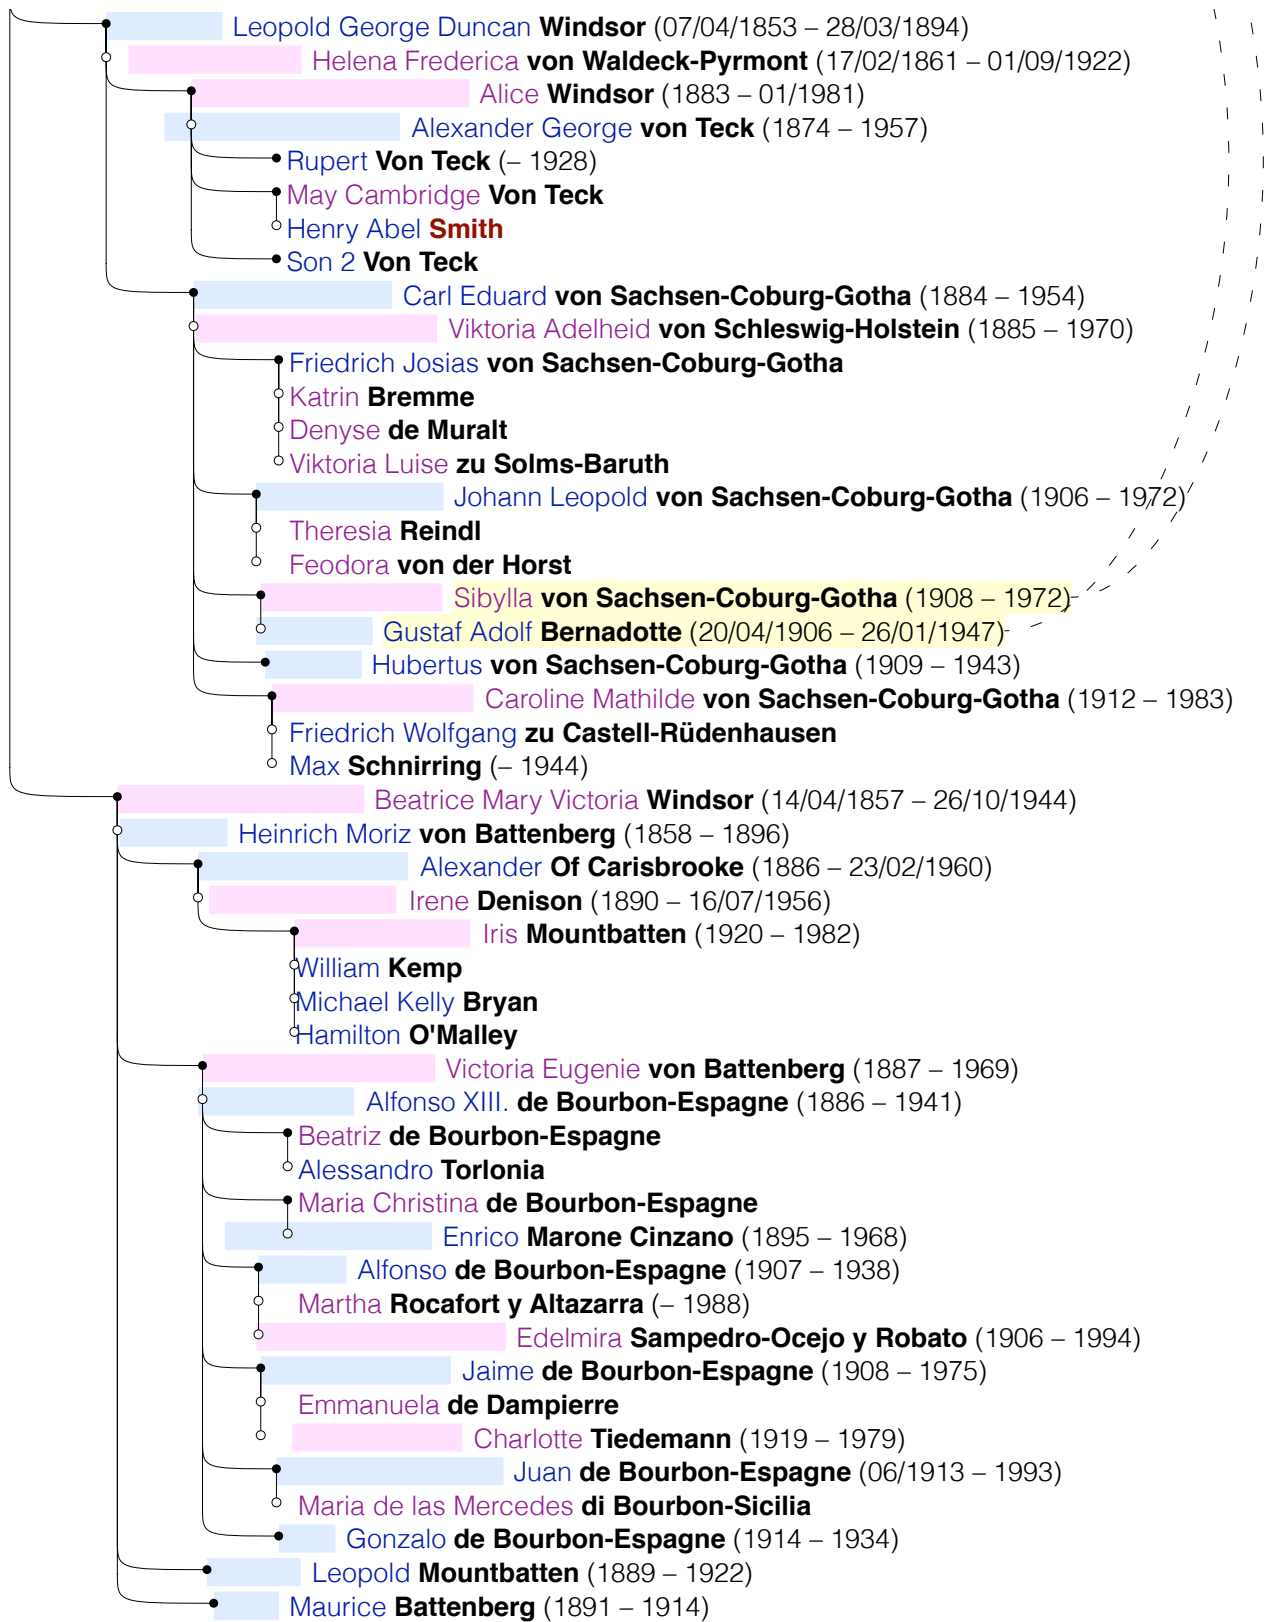 Leopold George Duncan Windsor (07/04/1853 – 28/03/1894)
Helena Frederica von Waldeck-Pyrmont (17/02/1861 – 01/09/1922)
Alice Windsor (1883 – 01/1981)
Alexander George von Teck (1874 – 1957)
Rupert Von Teck (– 1928)
May Cambridge Von Teck
Henry Abel Smith
Son 2 Von Teck
Carl Eduard von Sachsen-Coburg-Gotha (1884 – 1954)
Viktoria Adelheid von Schleswig-Holstein (1885 – 1970)
Friedrich Josias von Sachsen-Coburg-Gotha
Katrin Bremme
Denyse de Muralt
Viktoria Luise zu Solms-Baruth
Johann Leopold von Sachsen-Coburg-Gotha (1906 – 1972)
Theresia Reindl
Feodora von der Horst
Sibylla von Sachsen-Coburg-Gotha (1908 – 1972)
Gustaf Adolf Bernadotte (20/04/1906 – 26/01/1947)
Hubertus von Sachsen-Coburg-Gotha (1909 – 1943)
Caroline Mathilde von Sachsen-Coburg-Gotha (1912 – 1983)
Friedrich Wolfgang zu Castell-Rüdenhausen
Max Schnirring (– 1944)
Beatrice Mary Victoria Windsor (14/04/1857 – 26/10/1944)
Heinrich Moriz von Battenberg (1858 – 1896)
Alexander Of Carisbrooke (1886 – 23/02/1960)
Irene Denison (1890 – 16/07/1956)
Iris Mountbatten (1920 – 1982)
William Kemp
Michael Kelly Bryan
Hamilton O'Malley
Victoria Eugenie von Battenberg (1887 – 1969)
Alfonso XIII. de Bourbon-Espagne (1886 – 1941)
Beatriz de Bourbon-Espagne
Alessandro Torlonia
Maria Christina de Bourbon-Espagne
Enrico Marone Cinzano (1895 – 1968)
Alfonso de Bourbon-Espagne (1907 – 1938)
Martha Rocafort y Altazarra (– 1988)
Edelmira Sampedro-Ocejo y Robato (1906 – 1994)
Jaime de Bourbon-Espagne (1908 – 1975)
Emmanuela de Dampierre
Charlotte Tiedemann (1919 – 1979)
Juan de Bourbon-Espagne (06/1913 – 1993)
Maria de las Mercedes di Bourbon-Sicilia
Gonzalo de Bourbon-Espagne (1914 – 1934)
Leopold Mountbatten (1889 – 1922)
Maurice Battenberg (1891 – 1914)